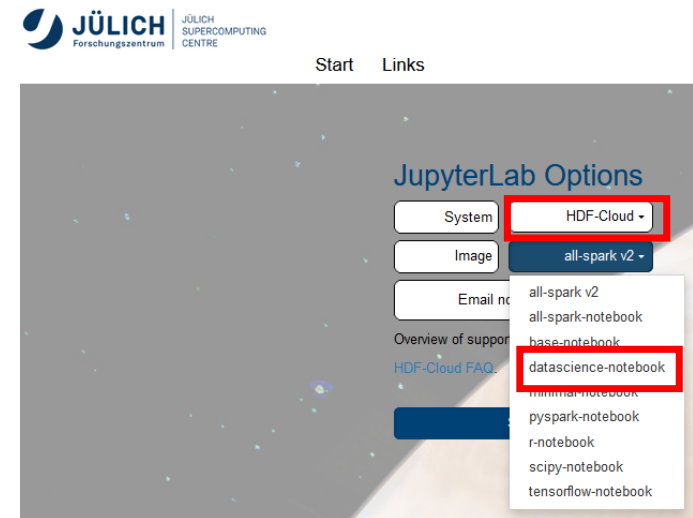 JÜLICH
Forschungszentrum
JÜLICH
SUPERCOMPUTING
CENTRE
Start Links
JupyterLab Options
System HDF-Cloud
Image all-spark v2
Email
all-spark v2
all-spark-notebook
Overview of
base-notebook
HDF-Cloud FAQ.
datascience-notebook
minimal-notebook
pyspark-notebook
r-notebook
scipy-notebook
tensorflow-notebook